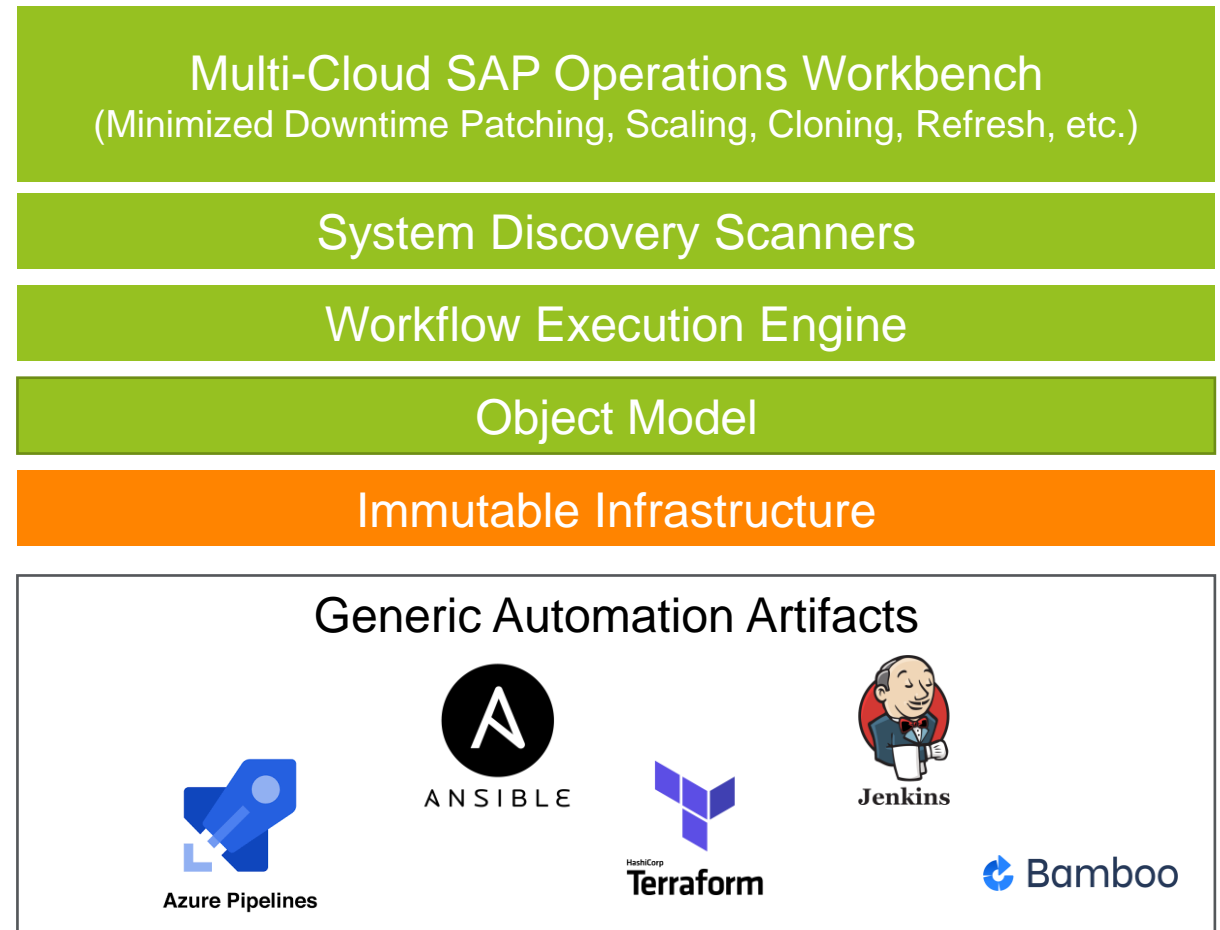 Multi-Cloud SAP Operations Workbench
(Minimized Downtime Patching, Scaling, Cloning, Refresh, etc.)
System Discovery Scanners
Workflow Execution Engine
Object Model
Immutable Infrastructure
Generic Automation Artifacts
ANSIBLE
Jenkins
HashiCorp
Terraform
Bamboo
Azure Pipelines